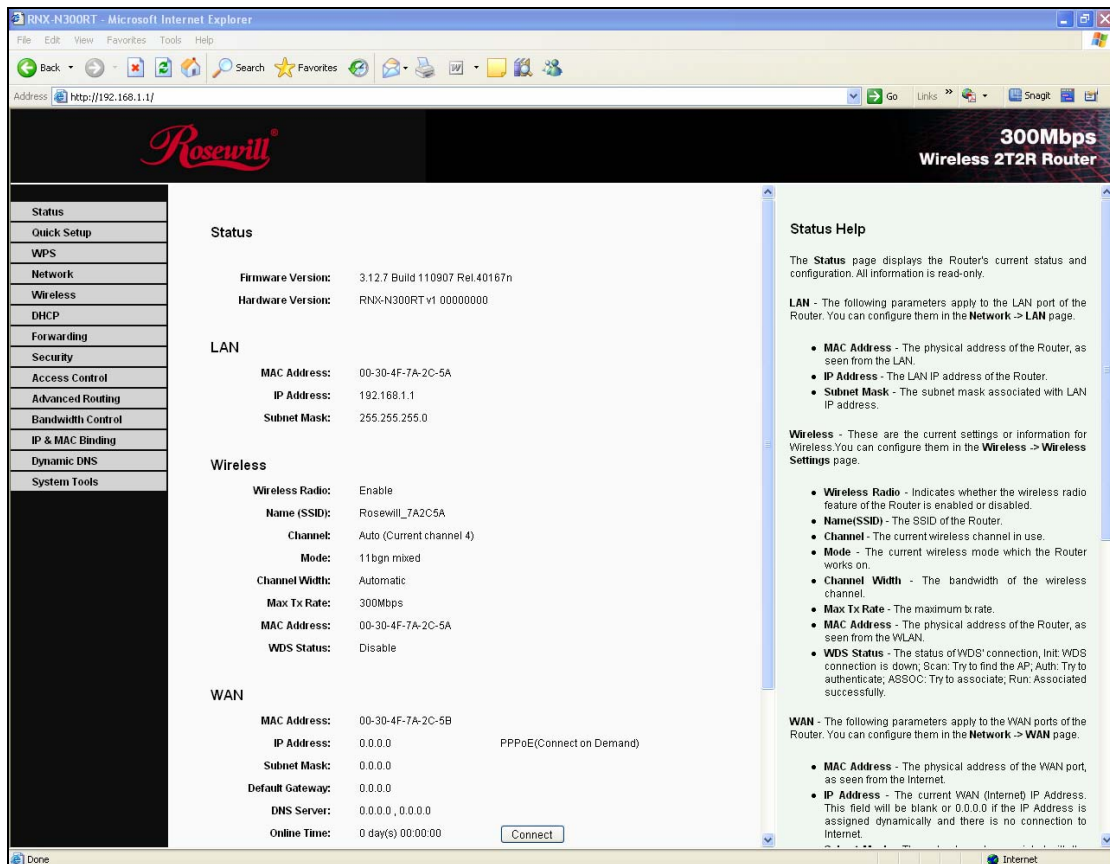 RNX-N300RT - Microsoft Internet Explorer
File Edit View Favorites Tools Help
Back Search Favorites
Address http://192.168.1.1/ Go Links » Snagit
Rosewill®
300Mbps
Wireless 2T2R Router
Status
Quick Setup
WPS
Network
Wireless
DHCP
Forwarding
Security
Access Control
Advanced Routing
Bandwidth Control
IP & MAC Binding
Dynamic DNS
System Tools
Status
Firmware Version: 3.12.7 Build 110907 Rel.40167n
Hardware Version: RNX-N300RT v1 00000000
LAN
MAC Address: 00-30-4F-7A-2C-5A
IP Address: 192.168.1.1
Subnet Mask: 255.255.255.0
Wireless
Wireless Radio: Enable
Name (SSID): Rosewill_7A2C5A
Channel: Auto (Current channel 4)
Mode: 11bgn mixed
Channel Width: Automatic
Max Tx Rate: 300Mbps
MAC Address: 00-30-4F-7A-2C-5A
WDS Status: Disable
WAN
MAC Address: 00-30-4F-7A-2C-5B
IP Address: 0.0.0.0 PPPoE(Connect on Demand)
Subnet Mask: 0.0.0.0
Default Gateway: 0.0.0.0
DNS Server: 0.0.0.0 , 0.0.0.0
Online Time: 0 day(s) 00:00:00 Connect
Status Help
The Status page displays the Router's current status and
configuration. All information is read-only.
LAN - The following parameters apply to the LAN port of the
Router. You can configure them in the Network -> LAN page.
• MAC Address - The physical address of the Router, as
seen from the LAN.
• IP Address - The LAN IP address of the Router.
• Subnet Mask - The subnet mask associated with LAN
IP address.
Wireless - These are the current settings or information for
Wireless.You can configure them in the Wireless -> Wireless
Settings page.
• Wireless Radio - Indicates whether the wireless radio
feature of the Router is enabled or disabled.
• Name(SSID) - The SSID of the Router.
• Channel - The current wireless channel in use.
• Mode - The current wireless mode which the Router
works on.
• Channel Width - The bandwidth of the wireless
channel.
• Max Tx Rate - The maximum tx rate.
• MAC Address - The physical address of the Router, as
seen from the WLAN.
• WDS Status - The status of WDS' connection, Init: WDS
connection is down; Scan: Try to find the AP; Auth: Try to
authenticate; ASSOC: Try to associate; Run: Associated
successfully.
WAN - The following parameters apply to the WAN ports of the
Router. You can configure them in the Network -> WAN page.
• MAC Address - The physical address of the WAN port,
as seen from the Internet.
• IP Address - The current WAN (Internet) IP Address.
This field will be blank or 0.0.0.0 if the IP Address is
assigned dynamically and there is no connection to
Internet.
Done Internet